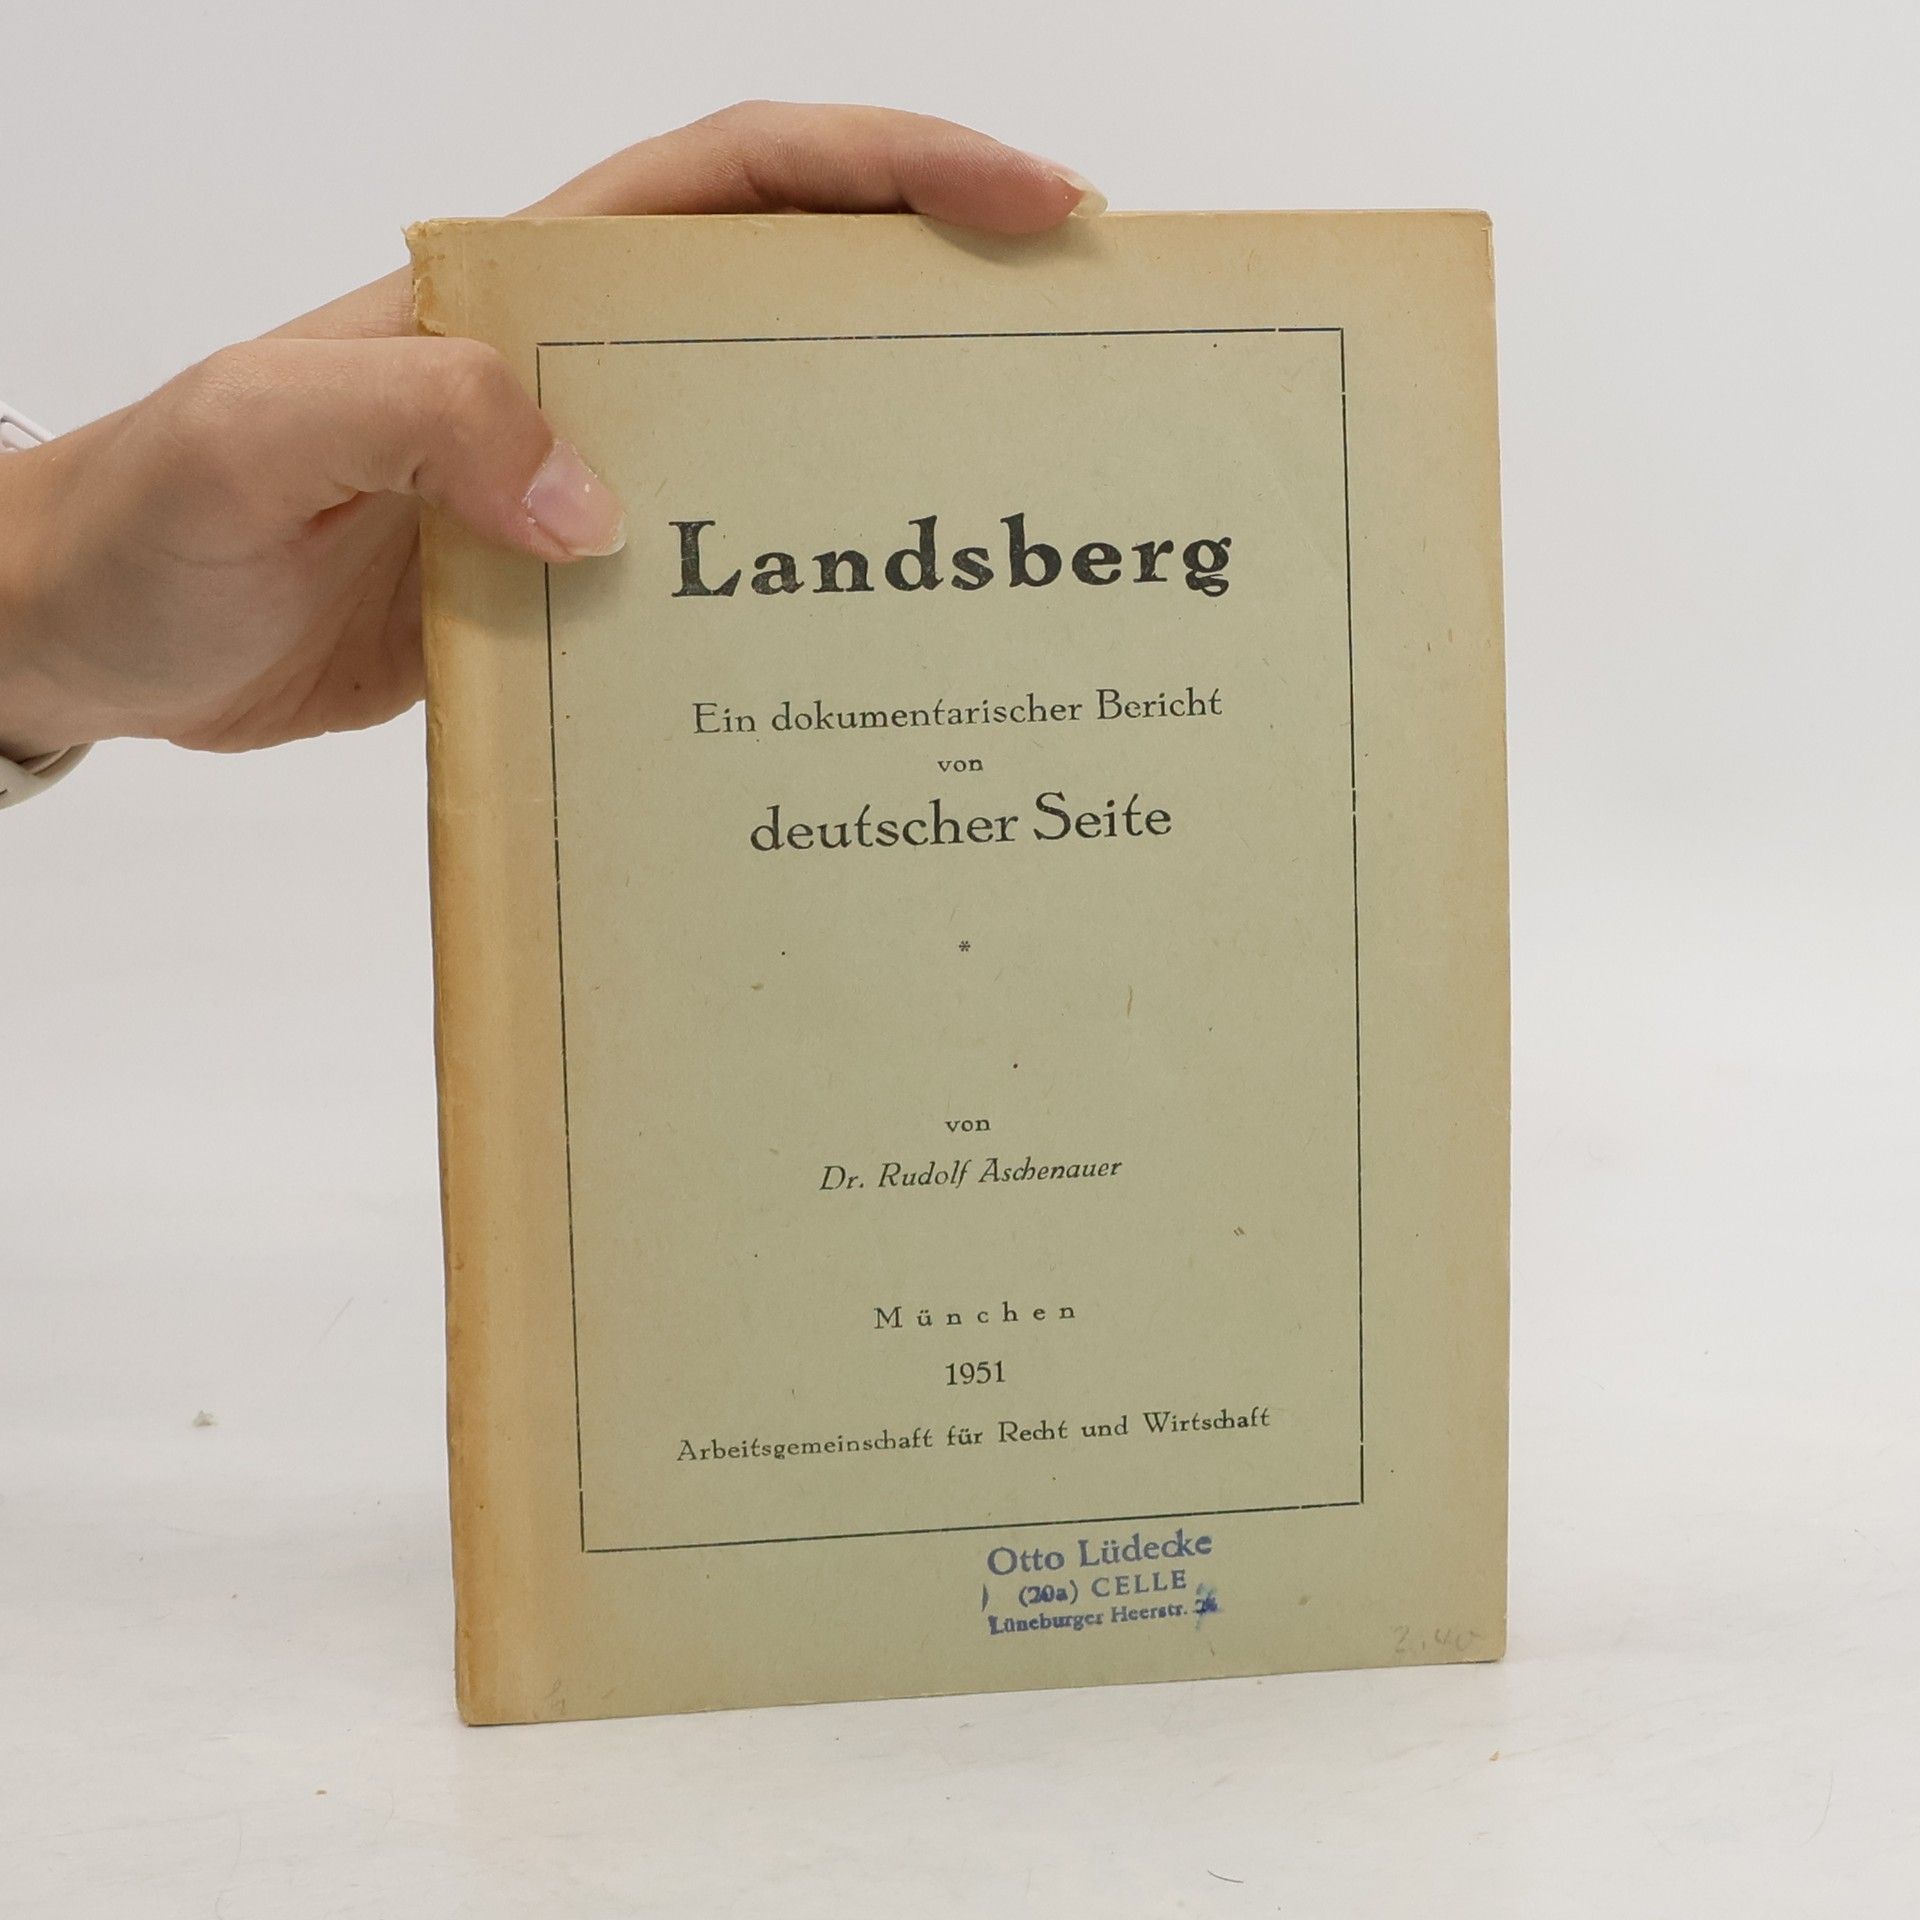 Landsberg
Ein dokumentarischer Bericht
von
deutscher Seite
*
von
Dr. Rudolf Aschenauer
München
1951
Arbeitsgemeinschaft für Recht und Wirtschaft
Otto Lüdecke
(20a) CELLE
Lüneburger Heerstr.
2.40